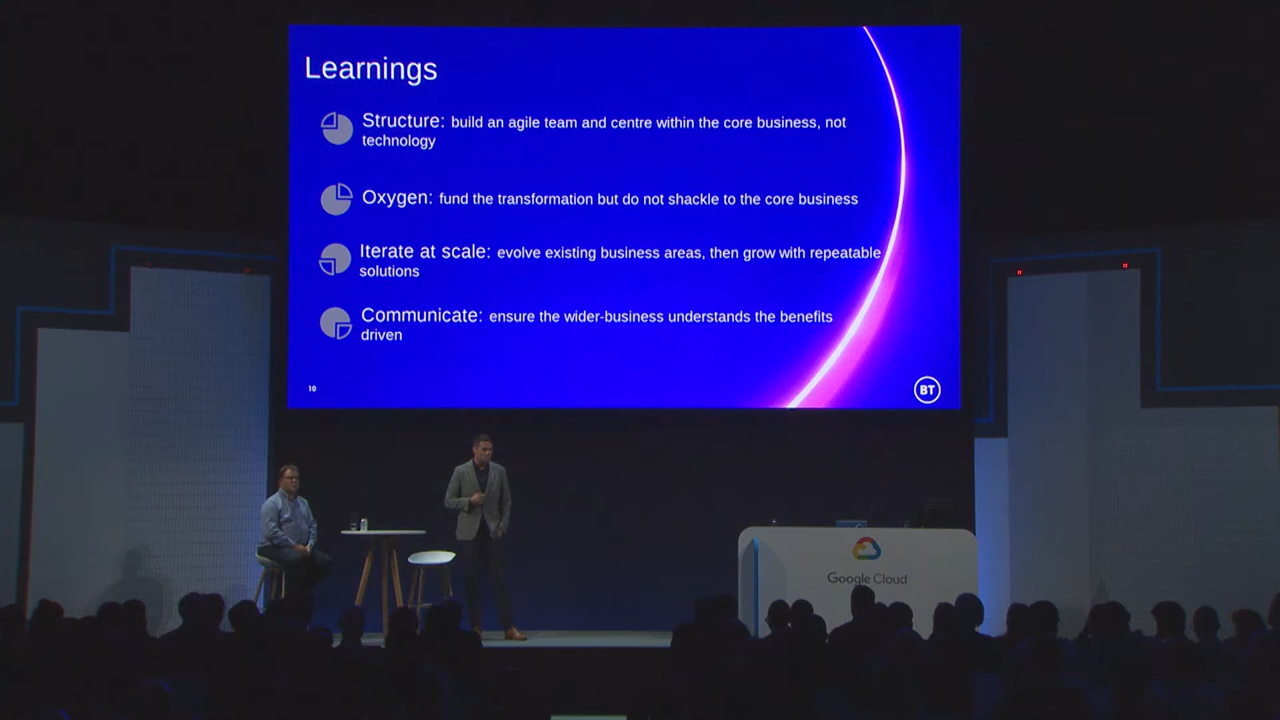 Learnings
Structure: build an agile team and centre within the core business, not
technology
Oxygen: fund the transformation but do not shackle to the core business
Iterate at scale: evolve existing business areas, then grow with repeatable
solutions
Communicate: ensure the wider-business understands the benefits
driven
10
BT
Google Cloud